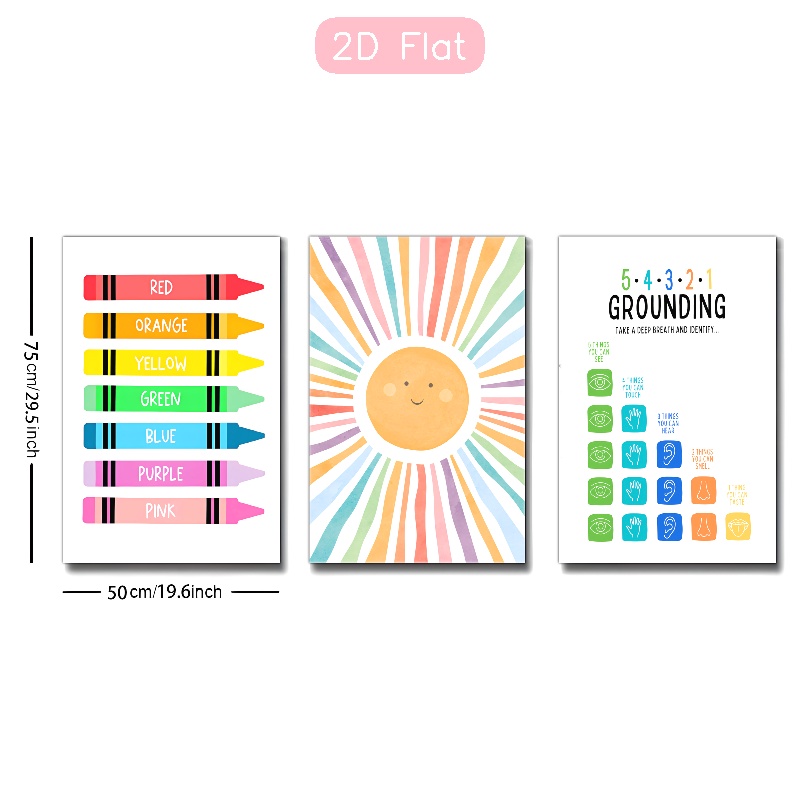 2D Flat
75cm/29.5inch
RED
ORANGE
YELLOW
GREEN
BLUE
PURPLE
PINK
50cm/19.6inch
5·4·3·2·1
GROUNDING
TAKE A DEEP BREATH AND IDENTIFY...
5 THINGS
YOU CAN
SEE
4 THINGS
YOU CAN
TOUCH
3 THINGS
YOU CAN
HEAR
2 THINGS
YOU CAN
SMELL
1 THING
YOU CAN
TASTE